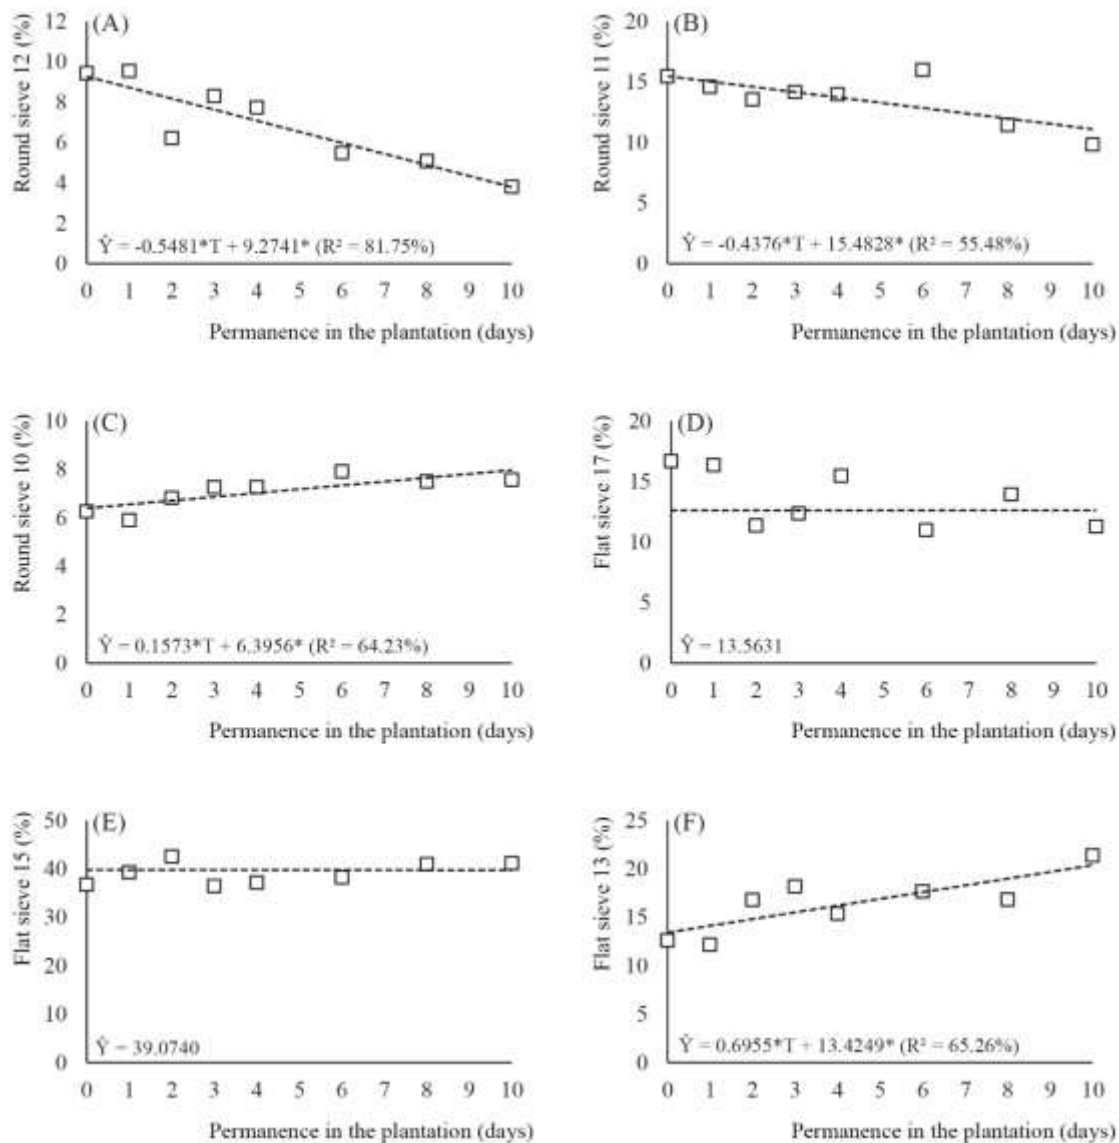 (A)
Round sieve 12 (%)
12
10
8
6
4
2
0
Ŷ = -0.5481*T + 9.2741* (R² = 81.75%)
0 1 2 3 4 5 6 7 8 9 10
Permanence in the plantation (days)
(B)
Round sieve 11 (%)
20
15
10
5
0
Ŷ = -0.4376*T + 15.4828* (R² = 55.48%)
0 1 2 3 4 5 6 7 8 9 10
Permanence in the plantation (days)
(C)
Round sieve 10 (%)
10
8
6
4
2
0
Ŷ = 0.1573*T + 6.3956* (R² = 64.23%)
0 1 2 3 4 5 6 7 8 9 10
Permanence in the plantation (days)
(D)
Flat sieve 17 (%)
20
15
10
5
0
Ŷ = 13.5631
0 1 2 3 4 5 6 7 8 9 10
Permanence in the plantation (days)
(E)
Flat sieve 15 (%)
50
40
30
20
10
0
Ŷ = 39.0740
0 1 2 3 4 5 6 7 8 9 10
Permanence in the plantation (days)
(F)
Flat sieve 13 (%)
25
20
15
10
5
0
Ŷ = 0.6955*T + 13.4249* (R² = 65.26%)
0 1 2 3 4 5 6 7 8 9 10
Permanence in the plantation (days)